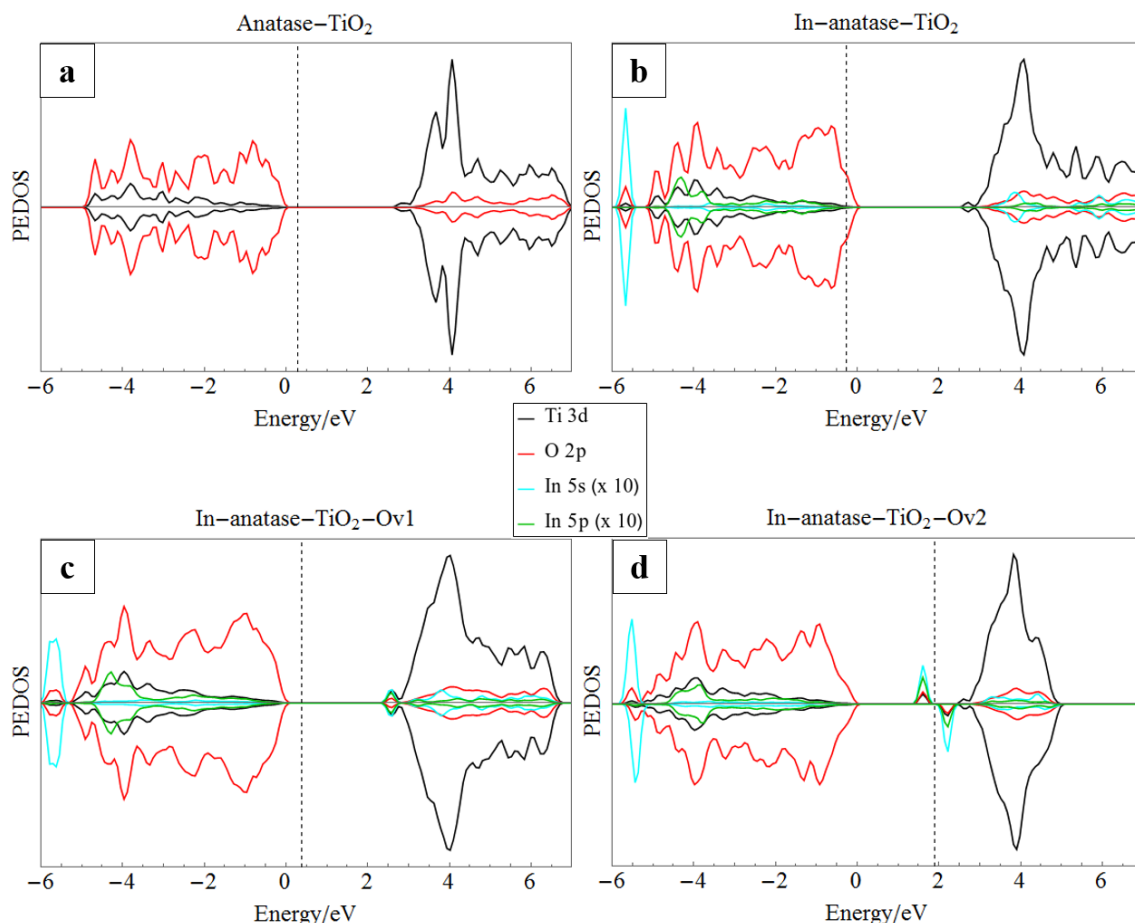 Anatase−TiO₂
a
PEDOS
−6 −4 −2 0 2 4 6
Energy/eV
In−anatase−TiO₂
b
PEDOS
−6 −4 −2 0 2 4 6
Energy/eV
Ti 3d
O 2p
In 5s (x 10)
In 5p (x 10)
In−anatase−TiO₂−Ov1
c
PEDOS
−6 −4 −2 0 2 4 6
Energy/eV
In−anatase−TiO₂−Ov2
d
PEDOS
−6 −4 −2 0 2 4 6
Energy/eV